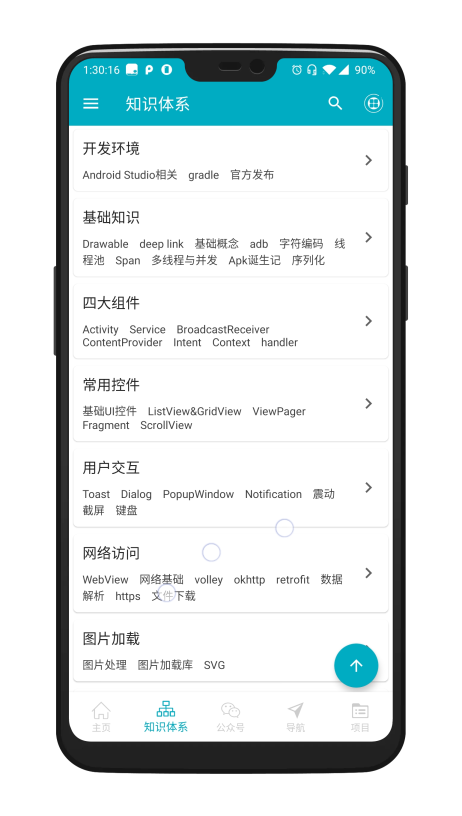 1:30:16
90%
知识体系
开发环境
Android Studio相关 gradle 官方发布
基础知识
Drawable deep link 基础概念 adb 字符编码 线
程池 Span 多线程与并发 Apk诞生记 序列化
四大组件
Activity Service BroadcastReceiver
ContentProvider Intent Context handler
常用控件
基础UI控件 ListView&GridView ViewPager
Fragment ScrollView
用户交互
Toast Dialog PopupWindow Notification 震动
截屏 键盘
网络访问
WebView 网络基础 volley okhttp retrofit 数据
解析 https 文件下载
图片加载
图片处理 图片加载库 SVG
主页 知识体系 公众号 导航 项目